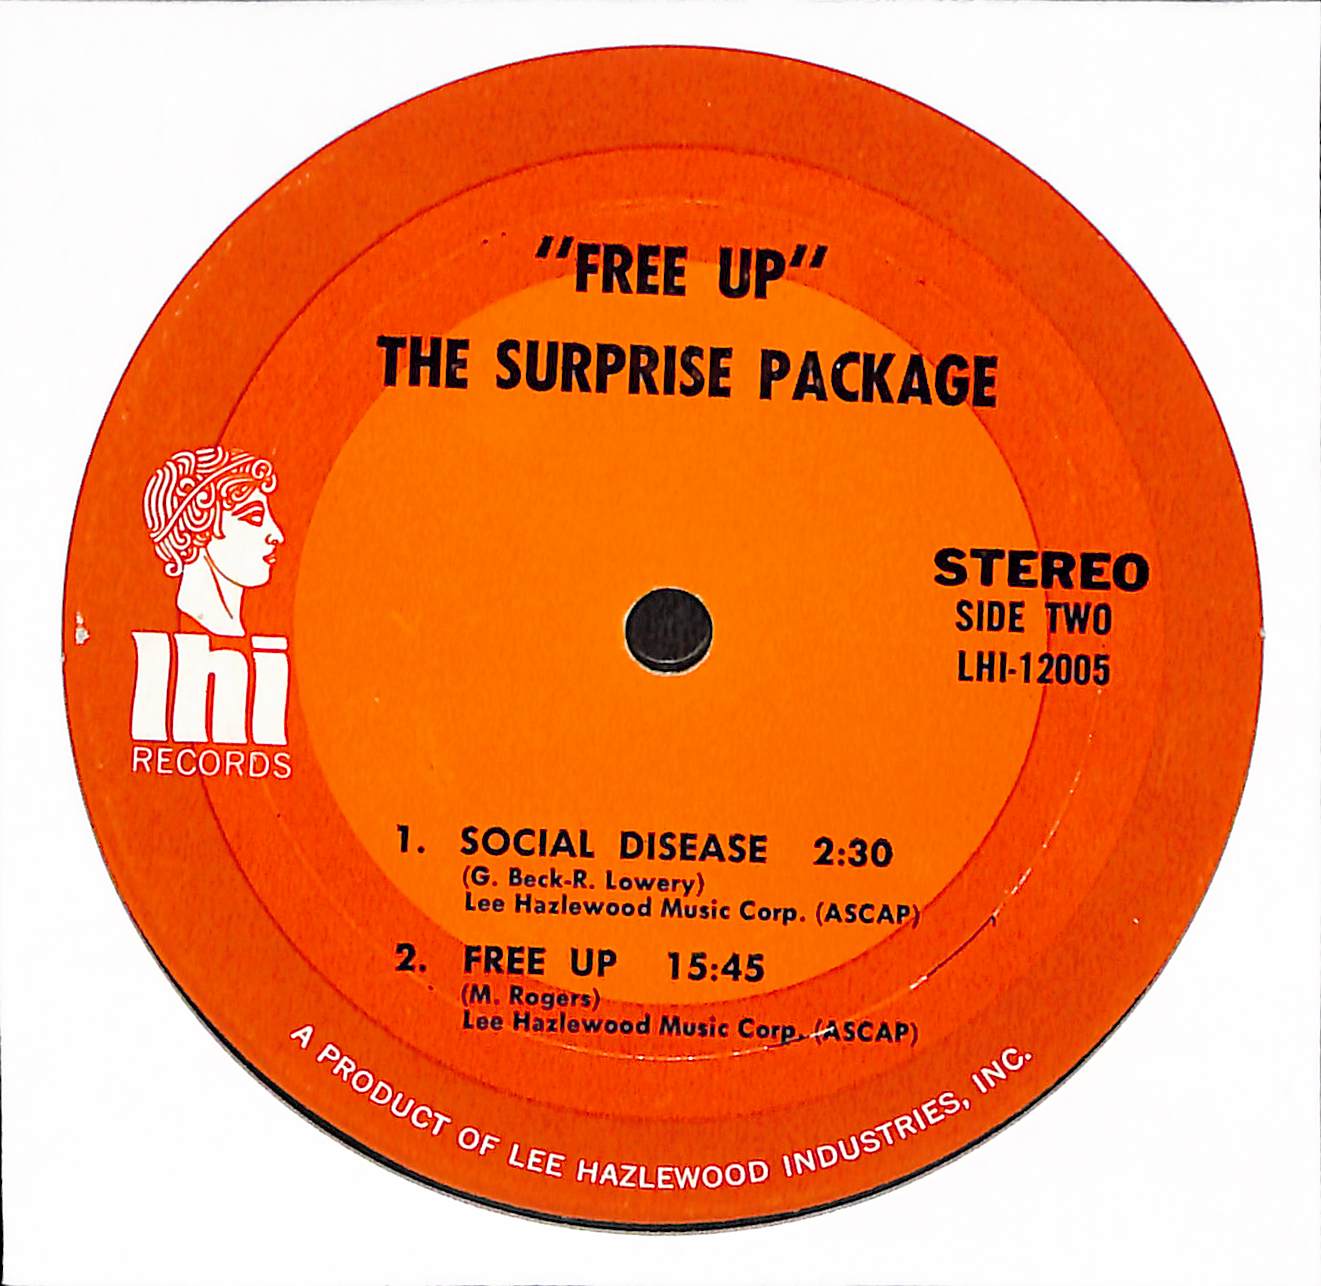 "FREE UP"
THE SURPRISE PACKAGE
lhi
RECORDS
STEREO
SIDE TWO
LHI-12005
1. SOCIAL DISEASE 2:30
(G. Beck-R. Lowery)
Lee Hazlewood Music Corp. (ASCAP)
2. FREE UP 15:45
(M. Rogers)
Lee Hazlewood Music Corp. (ASCAP)
A PRODUCT OF LEE HAZLEWOOD INDUSTRIES, INC.